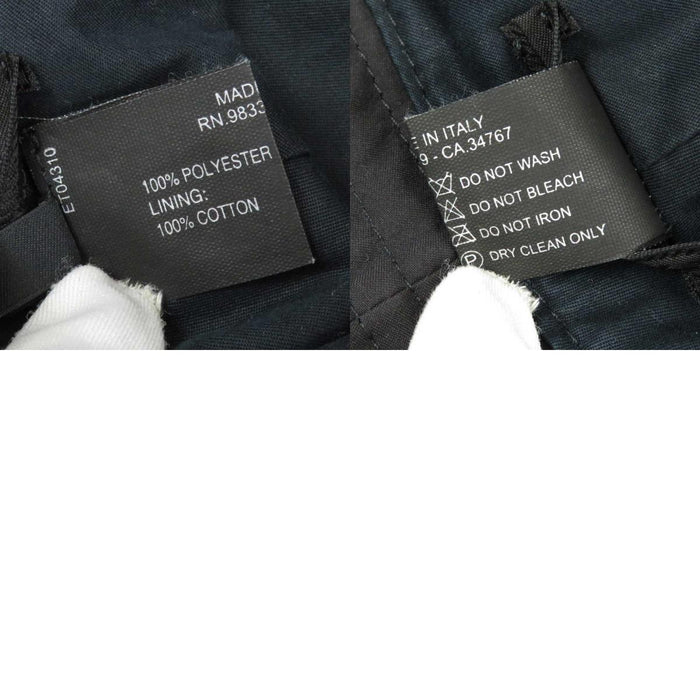 MADE
RN.9833
ET04310
100% POLYESTER
LINING:
100% COTTON
E IN ITALY
9 - CA.34767
DO NOT WASH
DO NOT BLEACH
DO NOT IRON
P DRY CLEAN ONLY